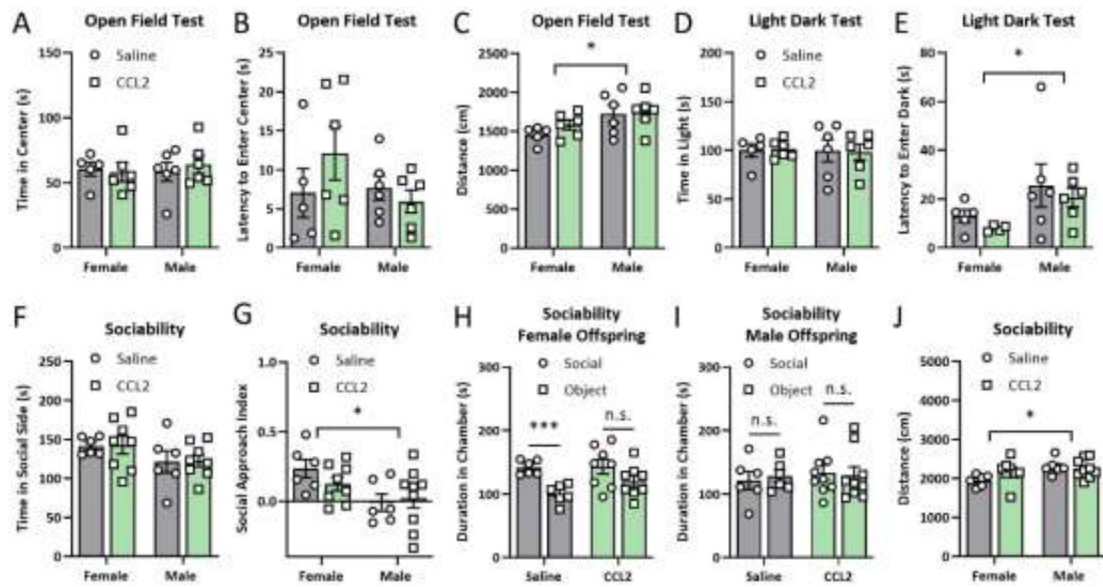 A
Open Field Test
Time in Center (s)
150
100
50
0
Saline
CCL2
Female
Male
B
Open Field Test
Latency to Enter Center (s)
25
20
15
10
5
0
Female
Male
C
Open Field Test
Distance (cm)
2500
2000
1500
1000
500
0
*
Female
Male
D
Light Dark Test
Time in Light (s)
200
150
100
50
0
Saline
CCL2
Female
Male
E
Light Dark Test
Latency to Enter Dark (s)
80
60
40
20
0
*
Female
Male
F
Sociability
Time in Social Side (s)
200
150
100
50
0
Saline
CCL2
Female
Male
G
Sociability
Social Approach Index
1.0
0.5
0.0
Saline
CCL2
*
Female
Male
H
Sociability
Female Offspring
Duration in Chamber (s)
300
200
100
0
Social
Object
***
n.s.
Saline
CCL2
I
Sociability
Male Offspring
Duration in Chamber (s)
300
200
100
0
Social
Object
n.s.
n.s.
Saline
CCL2
J
Sociability
Distance (cm)
5000
4000
3000
2000
1000
0
Saline
CCL2
*
Female
Male